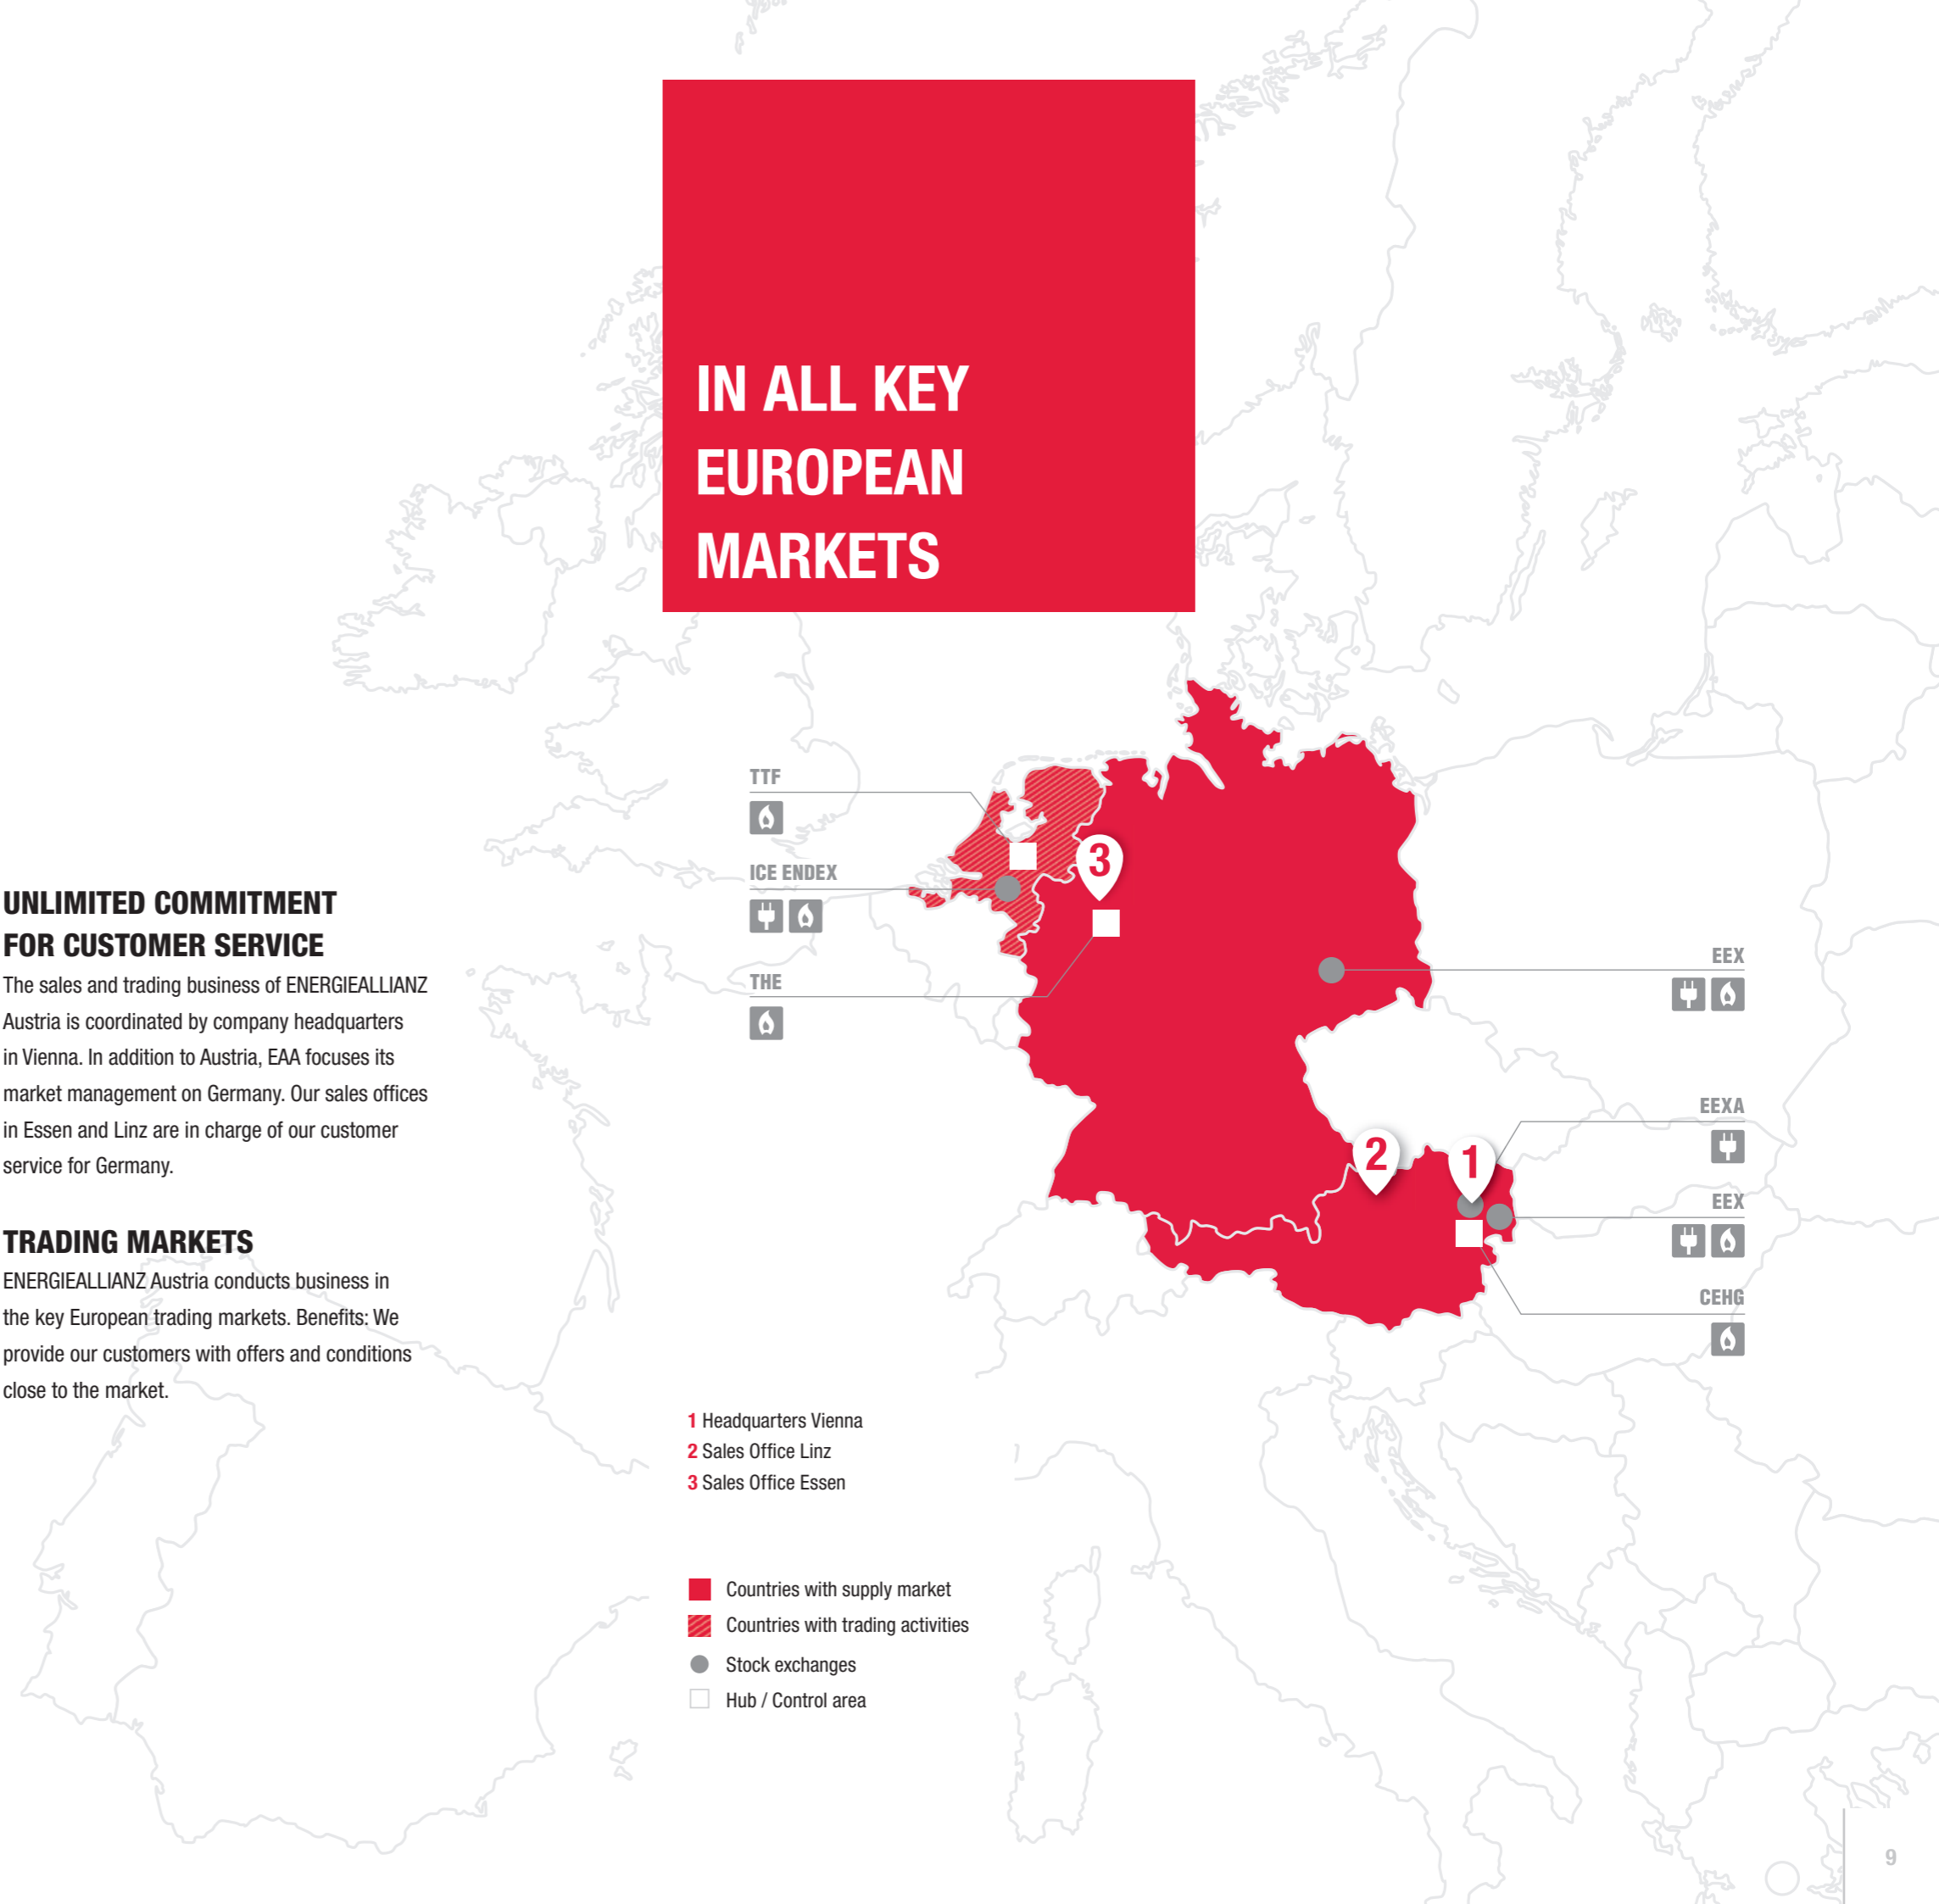 IN ALL KEY
EUROPEAN
MARKETS
UNLIMITED COMMITMENT
FOR CUSTOMER SERVICE
The sales and trading business of ENERGIEALLIANZ
Austria is coordinated by company headquarters
in Vienna. In addition to Austria, EAA focuses its
market management on Germany. Our sales offices
in Essen and Linz are in charge of our customer
service for Germany.
TRADING MARKETS
ENERGIEALLIANZ Austria conducts business in
the key European trading markets. Benefits: We
provide our customers with offers and conditions
close to the market.
TTF
ICE ENDEX
THE
3
2
1
EEX
EEXA
EEX
CEHG
1 Headquarters Vienna
2 Sales Office Linz
3 Sales Office Essen
Countries with supply market
Countries with trading activities
Stock exchanges
Hub / Control area
9